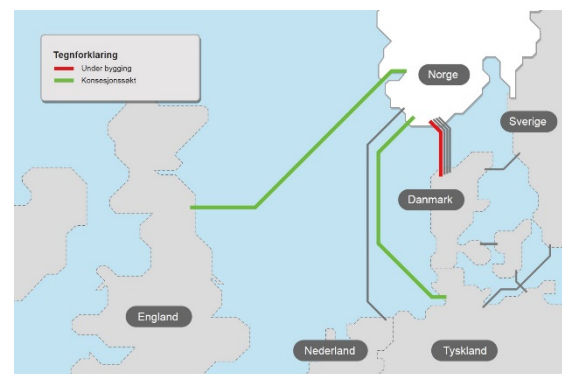 Tegnforklaring
Under bygging
Konsesjonssøkt
Norge
Sverige
Danmark
England
Nederland
Tyskland